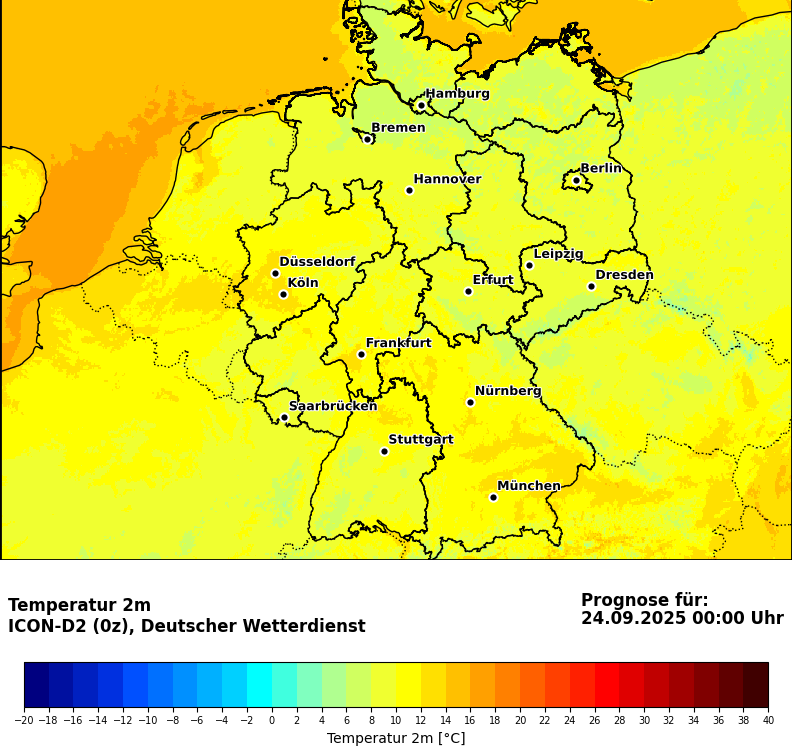 Hamburg
Bremen
Berlin
Hannover
Leipzig
Düsseldorf
Dresden
Köln
Erfurt
Frankfurt
Nürnberg
Saarbrücken
Stuttgart
München
Temperatur 2m
ICON-D2 (0z), Deutscher Wetterdienst
Prognose für:
24.09.2025 00:00 Uhr
−20 −18 −16 −14 −12 −10 −8 −6 −4 −2 0 2 4 6 8 10 12 14 16 18 20 22 24 26 28 30 32 34 36 38 40
Temperatur 2m [°C]